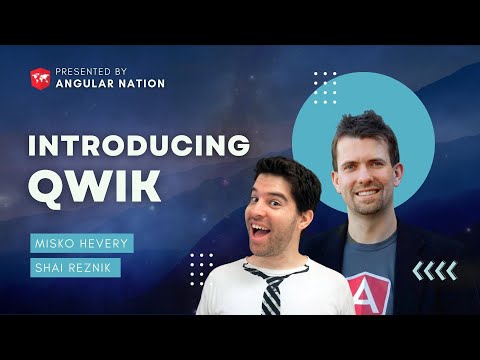 PRESENTED BY
ANGULAR NATION
INTRODUCING
QWIK
MISKO HEVERY
SHAI REZNIK
A